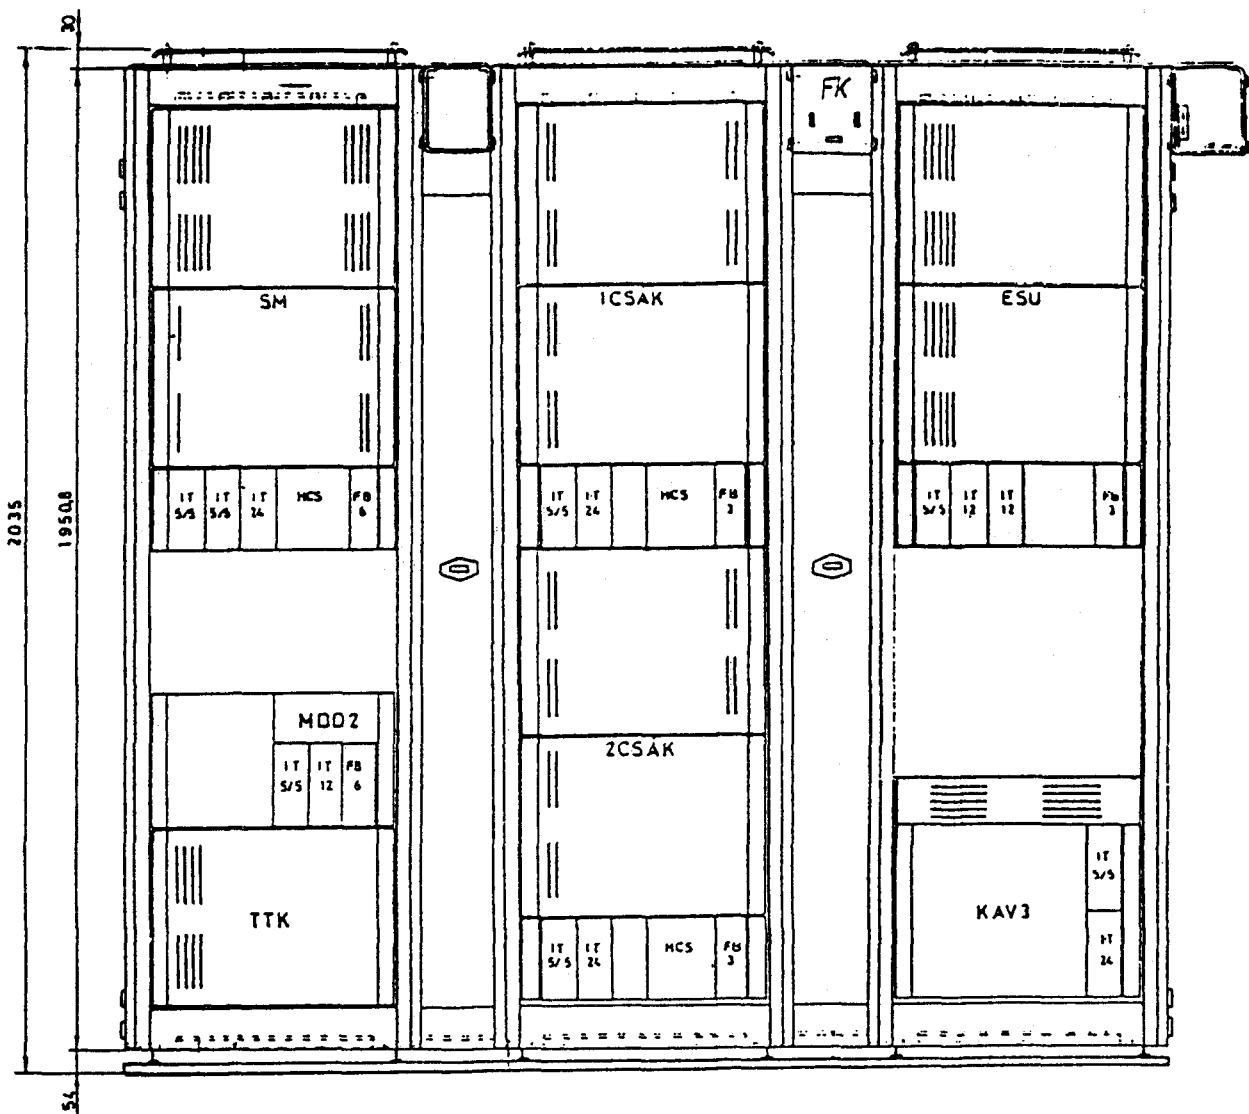 30
FK
SM
1CSAK
ESU
IT 5/5
IT 5/5
IT 24
HCS
FB 6
IT 5/5
IT 24
HCS
FB 3
IT 5/5
IT 12
IT 12
FB 3
2035
1950,8
MOD2
IT 5/5
IT 12
FB 6
2CSAK
TTK
KAV3
IT 5/5
IT 24
IT 5/5
IT 24
HCS
FB 3
54